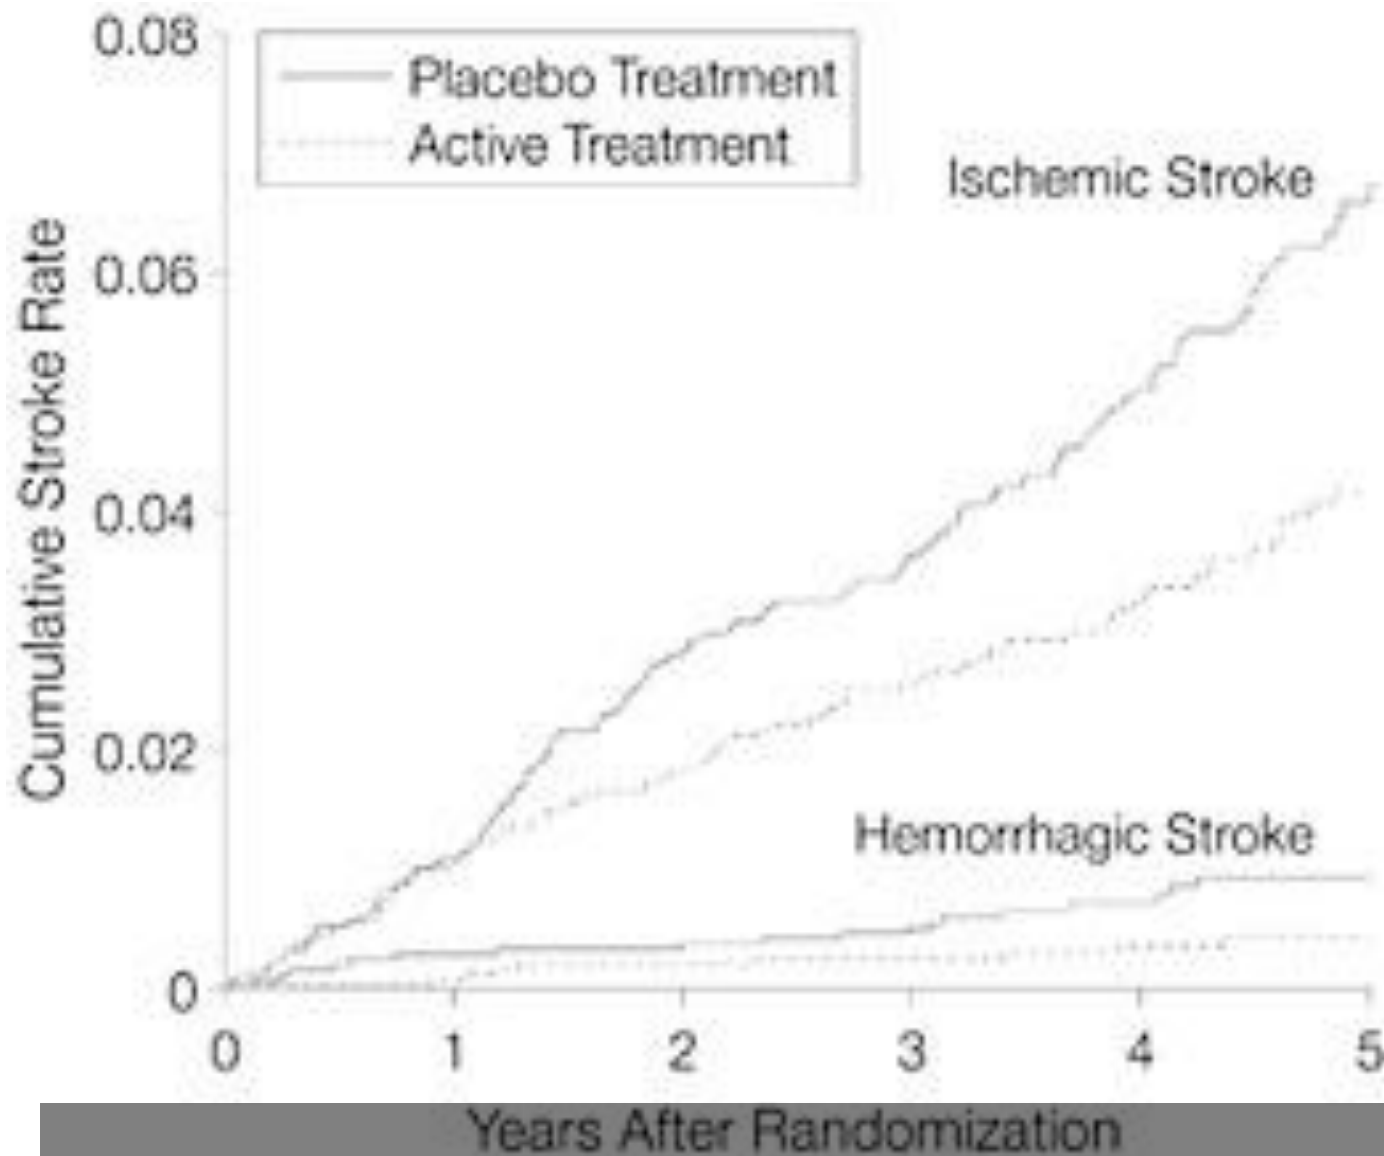 0.08
Placebo Treatment
Active Treatment
Ischemic Stroke
Cumulative Stroke Rate
0.06
0.04
0.02
Hemorrhagic Stroke
0
0 1 2 3 4 5
Years After Randomization